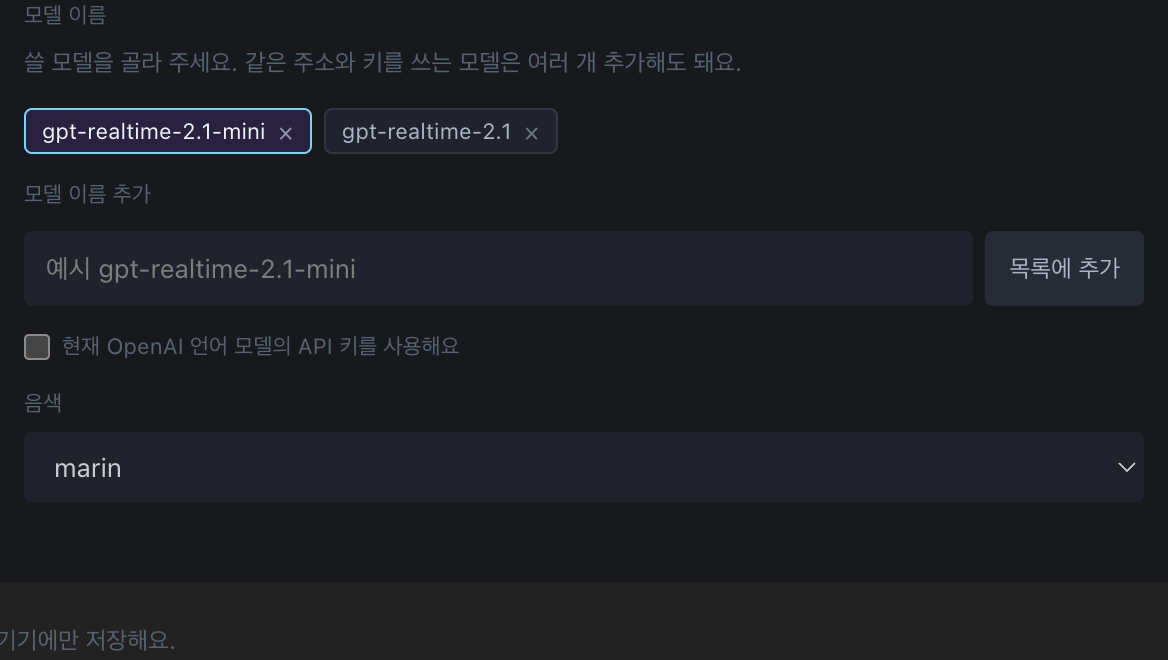 모델 이름
쓸 모델을 골라 주세요. 같은 주소와 키를 쓰는 모델은 여러 개 추가해도 돼요.
gpt-realtime-2.1-mini × gpt-realtime-2.1 ×
모델 이름 추가
예시 gpt-realtime-2.1-mini 목록에 추가
현재 OpenAI 언어 모델의 API 키를 사용해요
음색
marin
기기에만 저장해요.